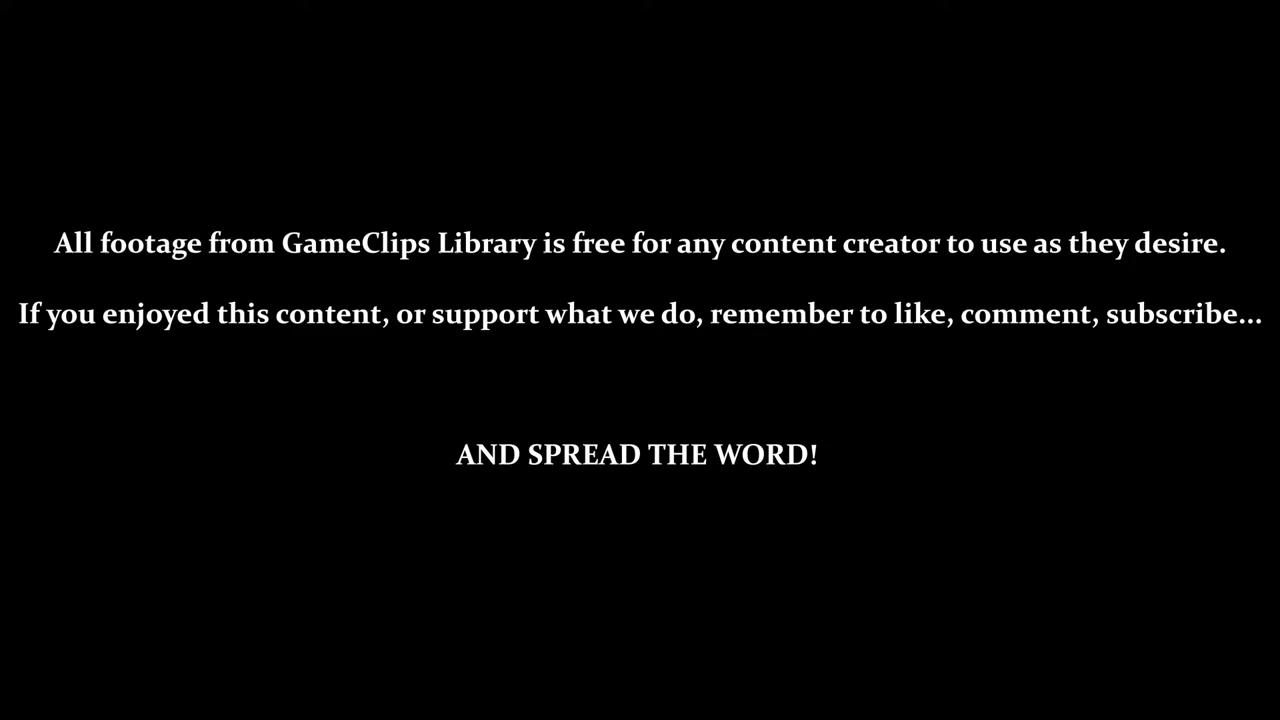 All footage from GameClips Library is free for any content creator to use as they desire.
If you enjoyed this content, or support what we do, remember to like, comment, subscribe...
AND SPREAD THE WORD!